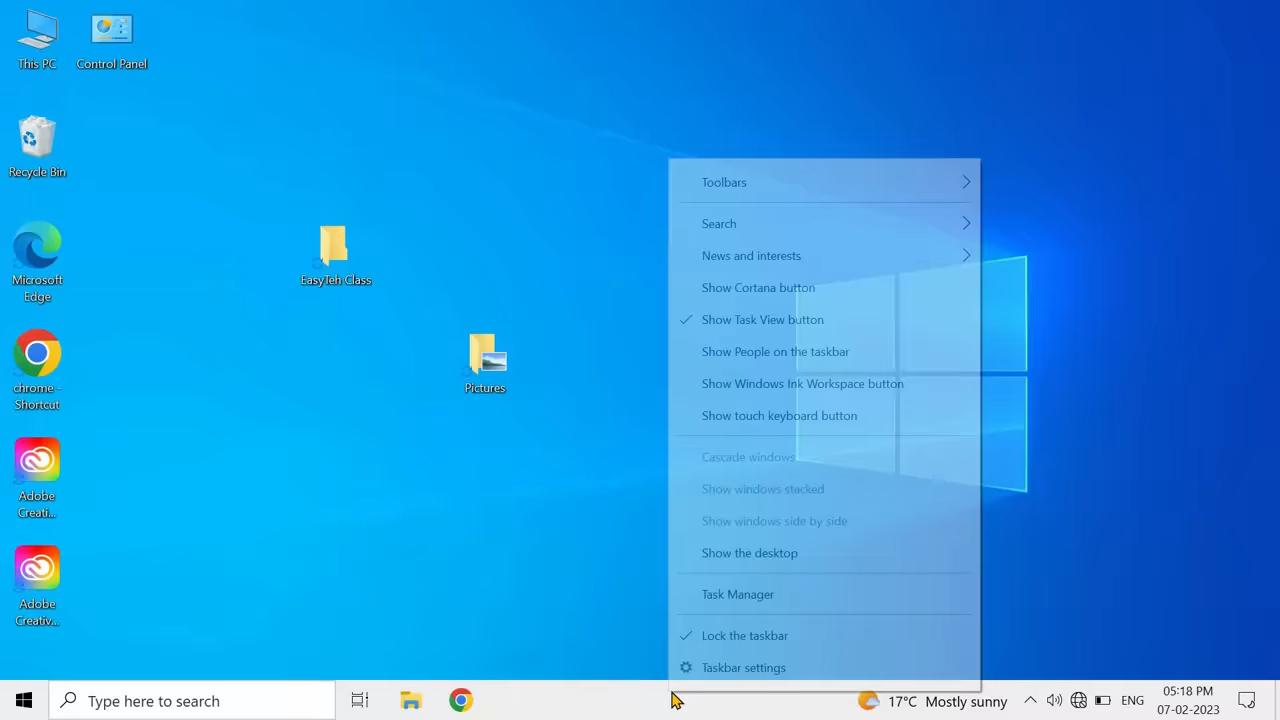 This PC
Control Panel
Recycle Bin
Microsoft
Edge
chrome -
Shortcut
Adobe
Creati...
Adobe
Creativ...
EasyTeh Class
Pictures
Toolbars
Search
News and interests
Show Cortana button
Show Task View button
Show People on the taskbar
Show Windows Ink Workspace button
Show touch keyboard button
Cascade windows
Show windows stacked
Show windows side by side
Show the desktop
Task Manager
Lock the taskbar
Taskbar settings
Type here to search
17°C Mostly sunny
ENG
05:18 PM
07-02-2023